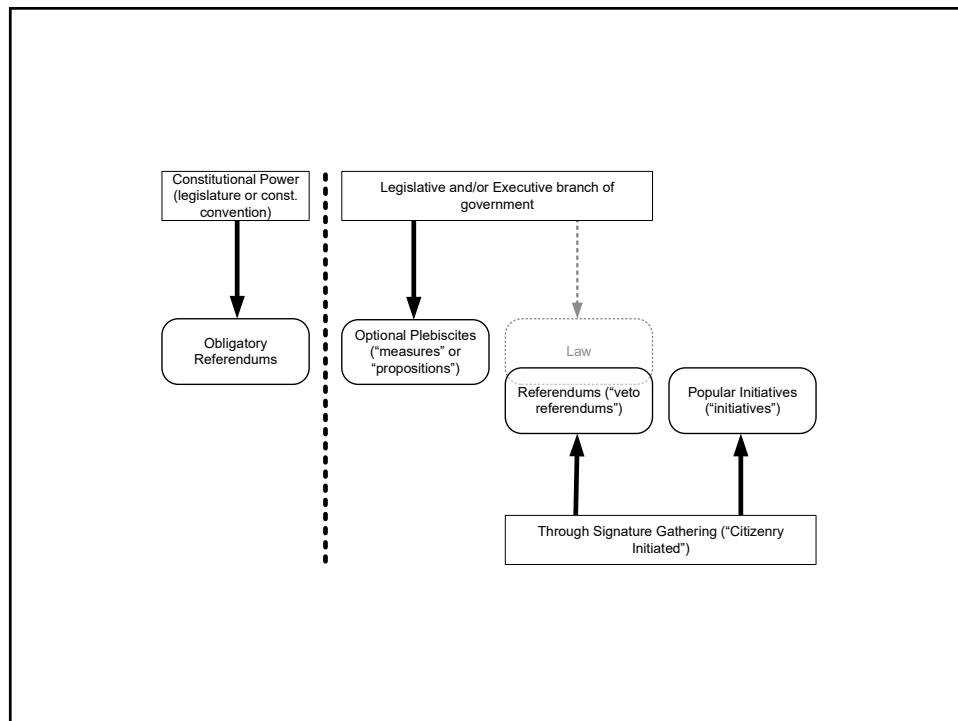 Constitutional Power
(legislature or const.
convention)
Legislative and/or Executive branch of
government
Obligatory
Referendums
Optional Plebiscites
(“measures” or
“propositions”)
Law
Referendums (“veto
referendums”)
Popular Initiatives
(“initiatives”)
Through Signature Gathering (“Citizenry
Initiated”)